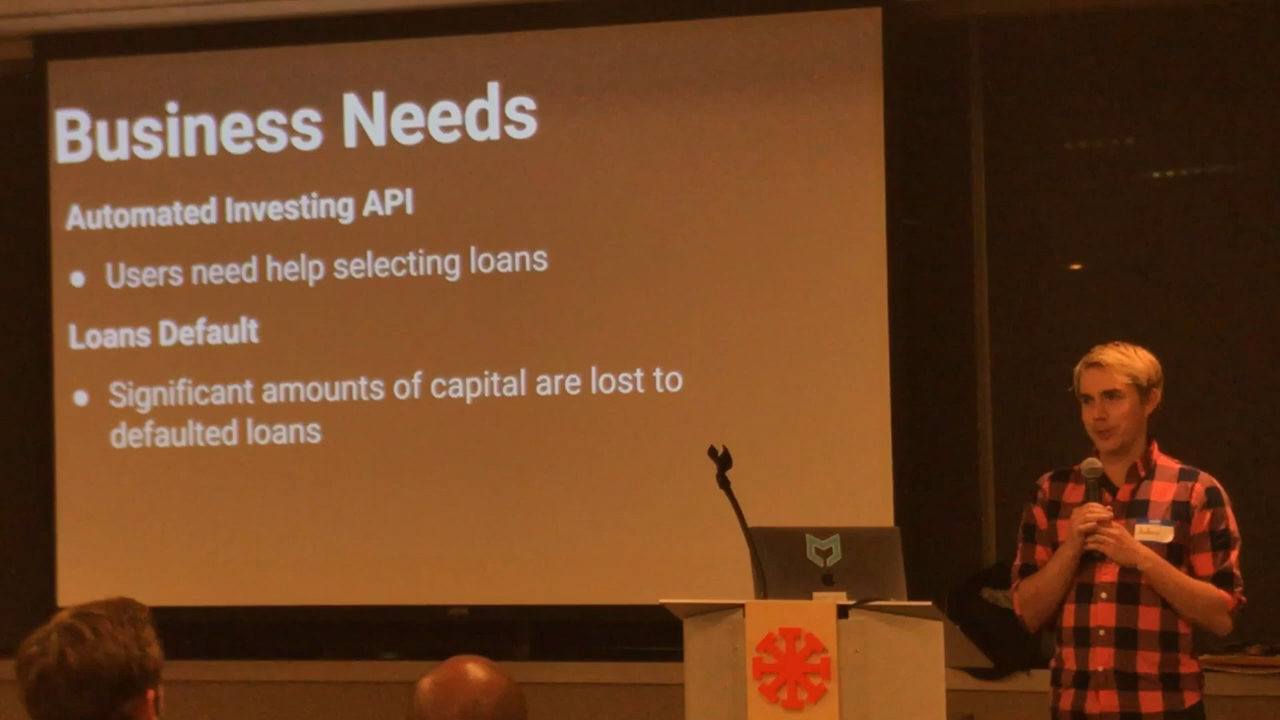 Business Needs
Automated Investing API
● Users need help selecting loans
Loans Default
● Significant amounts of capital are lost to
defaulted loans